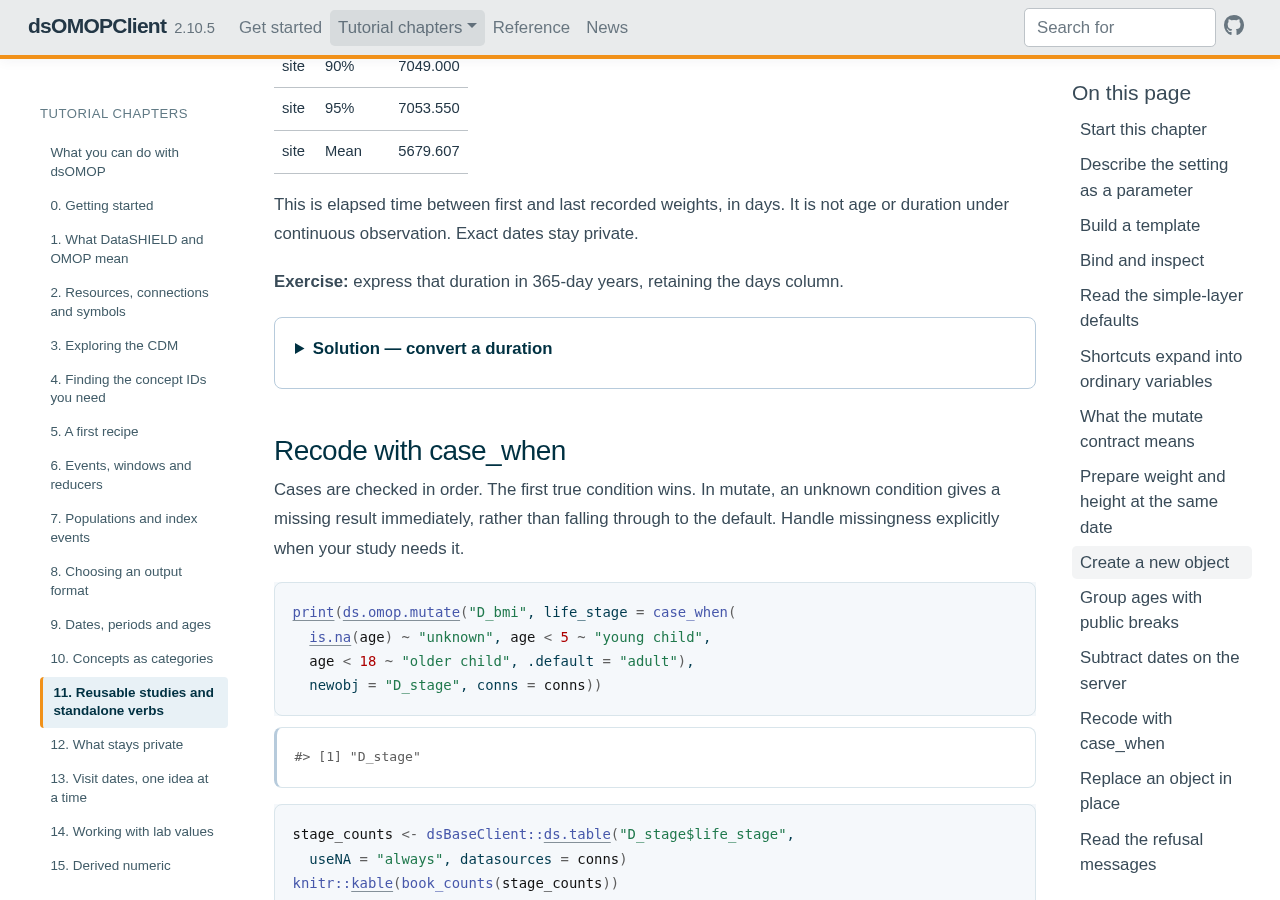 dsOMOPClient 2.10.5 Get started Tutorial chapters Reference News Search for
TUTORIAL CHAPTERS
What you can do with
dsOMOP
0. Getting started
1. What DataSHIELD and
OMOP mean
2. Resources, connections
and symbols
3. Exploring the CDM
4. Finding the concept IDs
you need
5. A first recipe
6. Events, windows and
reducers
7. Populations and index
events
8. Choosing an output
format
9. Dates, periods and ages
10. Concepts as categories
11. Reusable studies and
standalone verbs
12. What stays private
13. Visit dates, one idea at
a time
14. Working with lab values
15. Derived numeric
site 90% 7049.000
site 95% 7053.550
site Mean 5679.607
This is elapsed time between first and last recorded weights, in days. It is not age or duration under
continuous observation. Exact dates stay private.
Exercise: express that duration in 365-day years, retaining the days column.
Solution — convert a duration
Recode with case_when
Cases are checked in order. The first true condition wins. In mutate, an unknown condition gives a
missing result immediately, rather than falling through to the default. Handle missingness explicitly
when your study needs it.
print(ds.omop.mutate("D_bmi", life_stage = case_when(
  is.na(age) ~ "unknown", age < 5 ~ "young child",
  age < 18 ~ "older child", .default = "adult"),
  newobj = "D_stage", conns = conns))
#> [1] "D_stage"
stage_counts <- dsBaseClient::ds.table("D_stage$life_stage",
  useNA = "always", datasources = conns)
knitr::kable(book_counts(stage_counts))
On this page
Start this chapter
Describe the setting
as a parameter
Build a template
Bind and inspect
Read the simple-layer
defaults
Shortcuts expand into
ordinary variables
What the mutate
contract means
Prepare weight and
height at the same
date
Create a new object
Group ages with
public breaks
Subtract dates on the
server
Recode with
case_when
Replace an object in
place
Read the refusal
messages